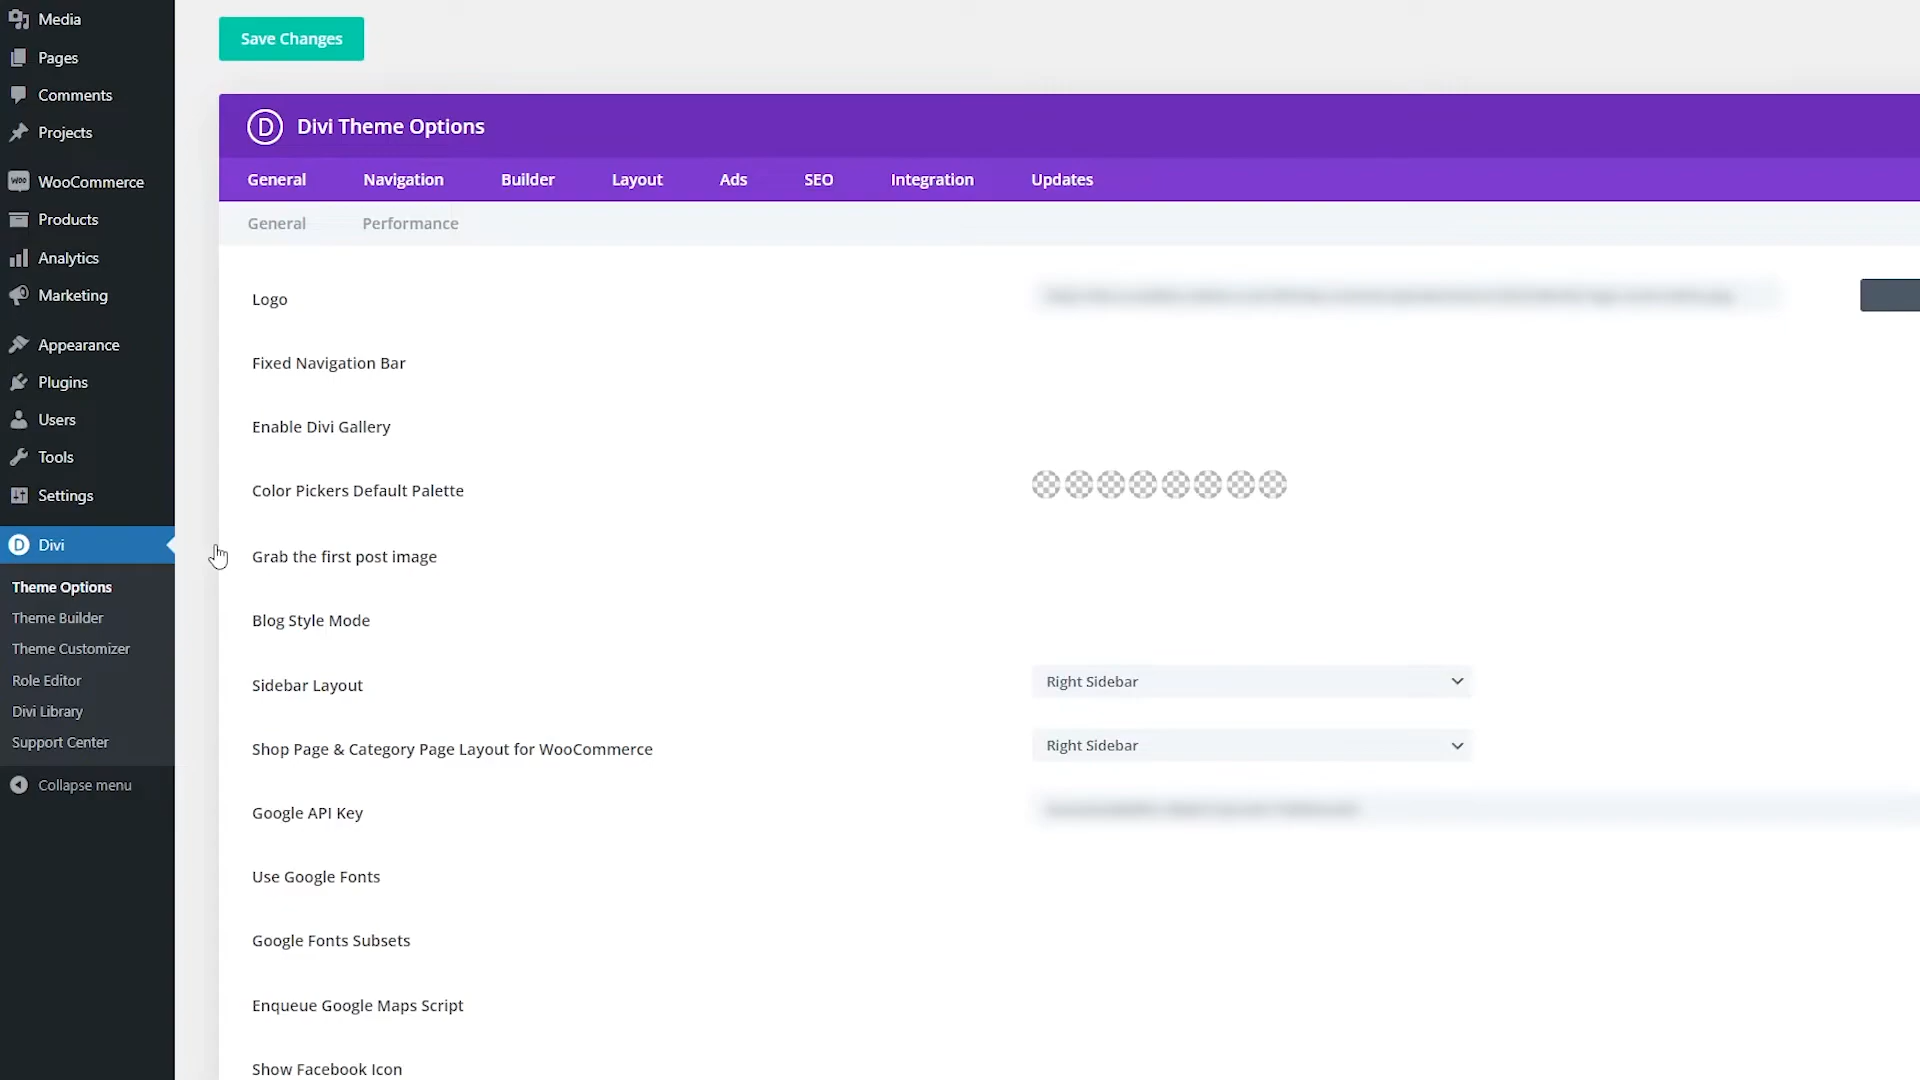 Media
Pages
Comments
Projects
WooCommerce
Products
Analytics
Marketing
Appearance
Plugins
Users
Tools
Settings
Divi
Theme Options
Theme Builder
Theme Customizer
Role Editor
Divi Library
Support Center
Collapse menu
Save Changes
D Divi Theme Options
General Navigation Builder Layout Ads SEO Integration Updates
General Performance
Logo
Fixed Navigation Bar
Enable Divi Gallery
Color Pickers Default Palette
Grab the first post image
Blog Style Mode
Sidebar Layout Right Sidebar
Shop Page & Category Page Layout for WooCommerce Right Sidebar
Google API Key
Use Google Fonts
Google Fonts Subsets
Enqueue Google Maps Script
Show Facebook Icon